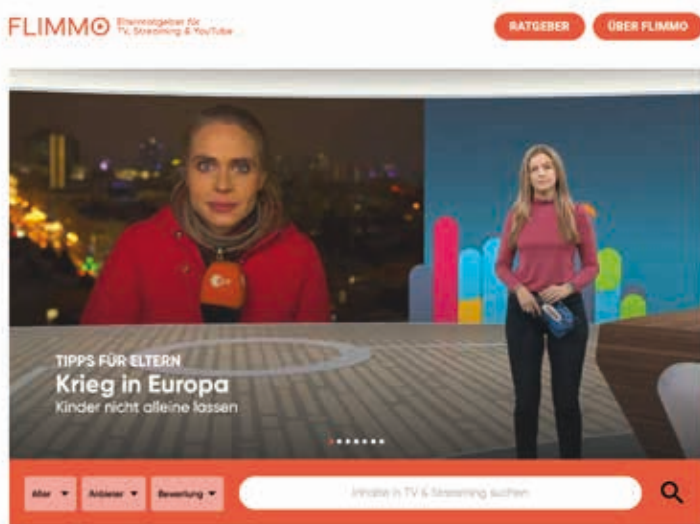 FLIMMO
Elternratgeber für
TV, Streaming & YouTube
RATGEBER
ÜBER FLIMMO
TIPPS FÜR ELTERN
Krieg in Europa
Kinder nicht alleine lassen
Alter
Anbieter
Bewertung
Inhalte in TV & Streaming suchen